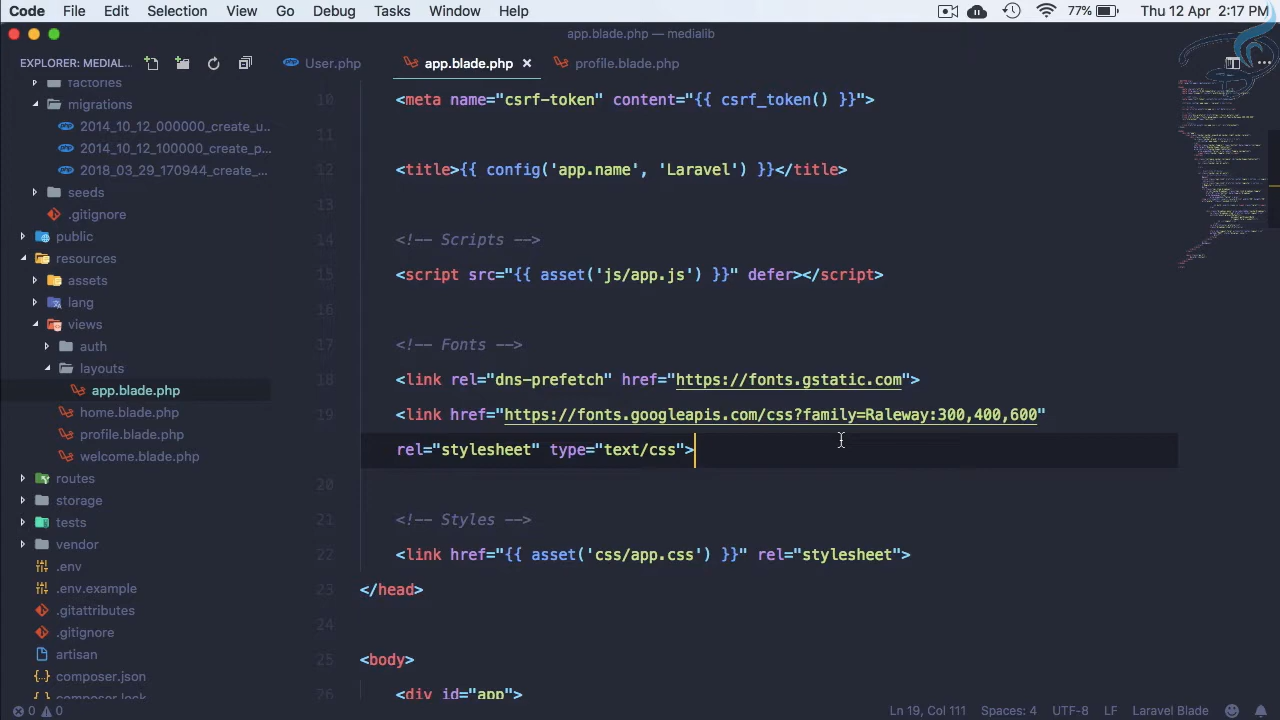 Code File Edit Selection View Go Debug Tasks Window Help 77% Thu 12 Apr 2:17 PM
app.blade.php — medialib
EXPLORER: MEDIAL... User.php app.blade.php profile.blade.php
factories
migrations
2014_10_12_000000_create_u...
2014_10_12_100000_create_p...
2018_03_29_170944_create_...
seeds
.gitignore
public
resources
assets
lang
views
auth
layouts
app.blade.php
home.blade.php
profile.blade.php
welcome.blade.php
routes
storage
tests
vendor
.env
.env.example
.gitattributes
.gitignore
artisan
composer.json
composer.lock
10 <meta name="csrf-token" content="{{ csrf_token() }}">
11
12 <title>{{ config('app.name', 'Laravel') }}</title>
13
14 <!-- Scripts -->
15 <script src="{{ asset('js/app.js') }}" defer></script>
16
17 <!-- Fonts -->
18 <link rel="dns-prefetch" href="https://fonts.gstatic.com">
19 <link href="https://fonts.googleapis.com/css?family=Raleway:300,400,600"
rel="stylesheet" type="text/css">
20
21 <!-- Styles -->
22 <link href="{{ asset('css/app.css') }}" rel="stylesheet">
23 </head>
24
25 <body>
26 <div id="app">
0 0 Ln 19, Col 111 Spaces: 4 UTF-8 LF Laravel Blade